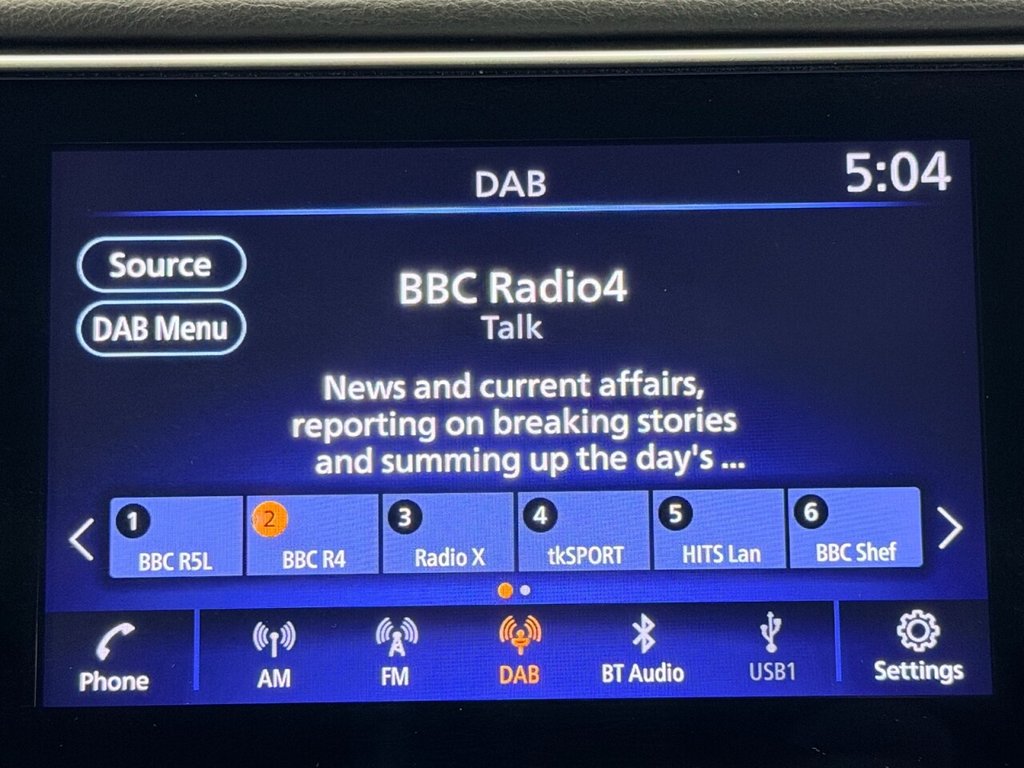 DAB
5:04
Source
DAB Menu
BBC Radio4
Talk
News and current affairs,
reporting on breaking stories
and summing up the day's ...
1 2 3 4 5 6
BBC R5L BBC R4 Radio X tkSPORT HITS Lan BBC Shef
Phone AM FM DAB BT Audio USB1 Settings